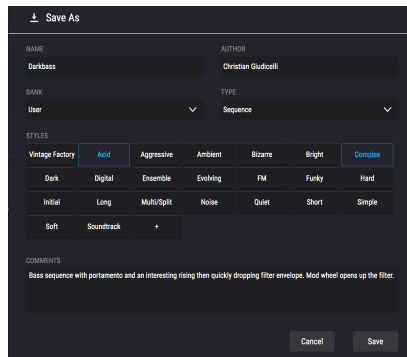 Save As
NAME AUTHOR
Darkbass Christian Giudicelli
BANK TYPE
User Sequence
STYLES
Vintage Factory Acid Aggressive Ambient Bizarre Bright Complex
Dark Digital Ensemble Evolving FM Funky Hard
Initial Long Multi/Split Noise Quiet Short Simple
Soft Soundtrack +
COMMENTS
Bass sequence with portamento and an interesting rising then quickly dropping filter envelope. Mod wheel opens up the filter.
Cancel Save